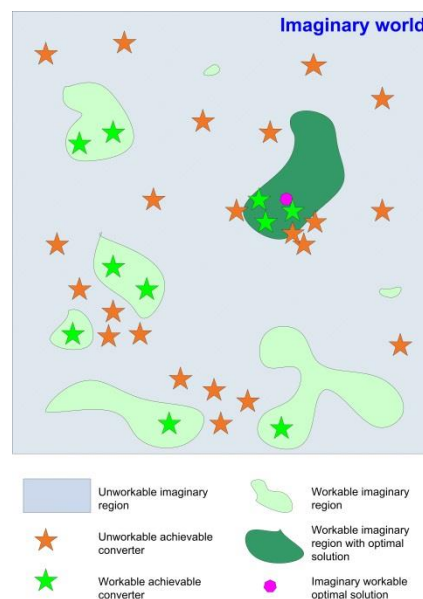 Imaginary world
Unworkable imaginary
region
Workable imaginary
region
Unworkable achievable
converter
Workable imaginary
region with optimal
solution
Workable achievable
converter
Imaginary workable
optimal solution